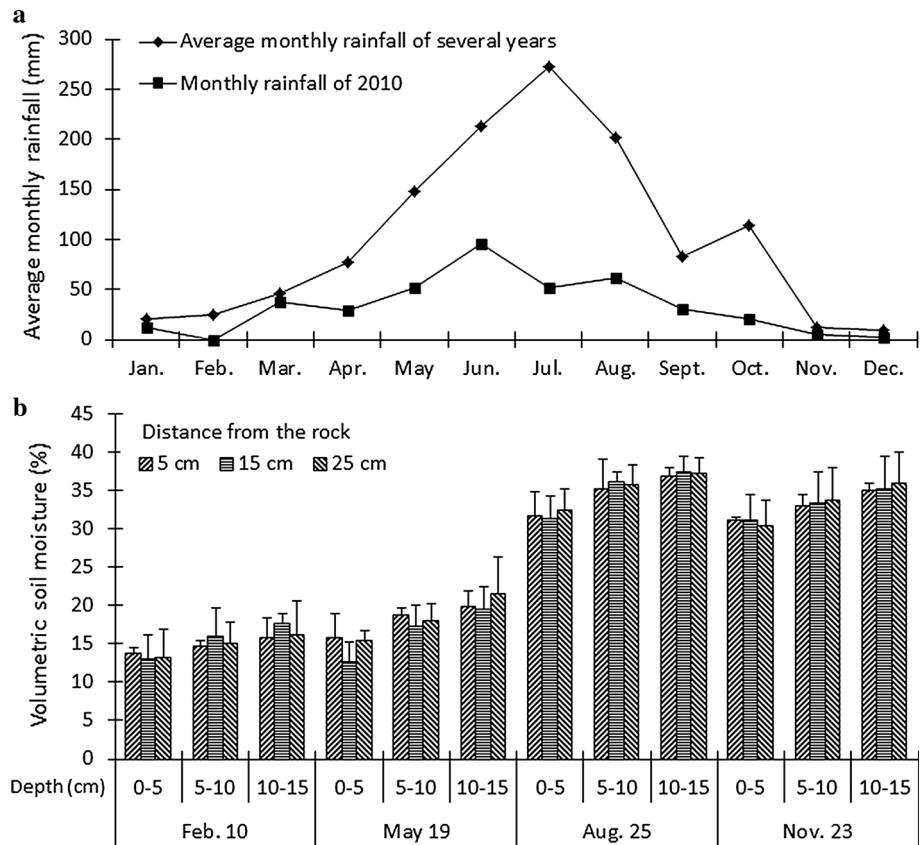 a
Average monthly rainfall (mm)
300
250
200
150
100
50
0
Average monthly rainfall of several years
Monthly rainfall of 2010
Jan. Feb. Mar. Apr. May Jun. Jul. Aug. Sept. Oct. Nov. Dec.
b
Volumetric soil moisture (%)
45
40
35
30
25
20
15
10
5
0
Distance from the rock
5 cm 15 cm 25 cm
Depth (cm) 0-5 5-10 10-15 0-5 5-10 10-15 0-5 5-10 10-15 0-5 5-10 10-15
Feb. 10 May 19 Aug. 25 Nov. 23